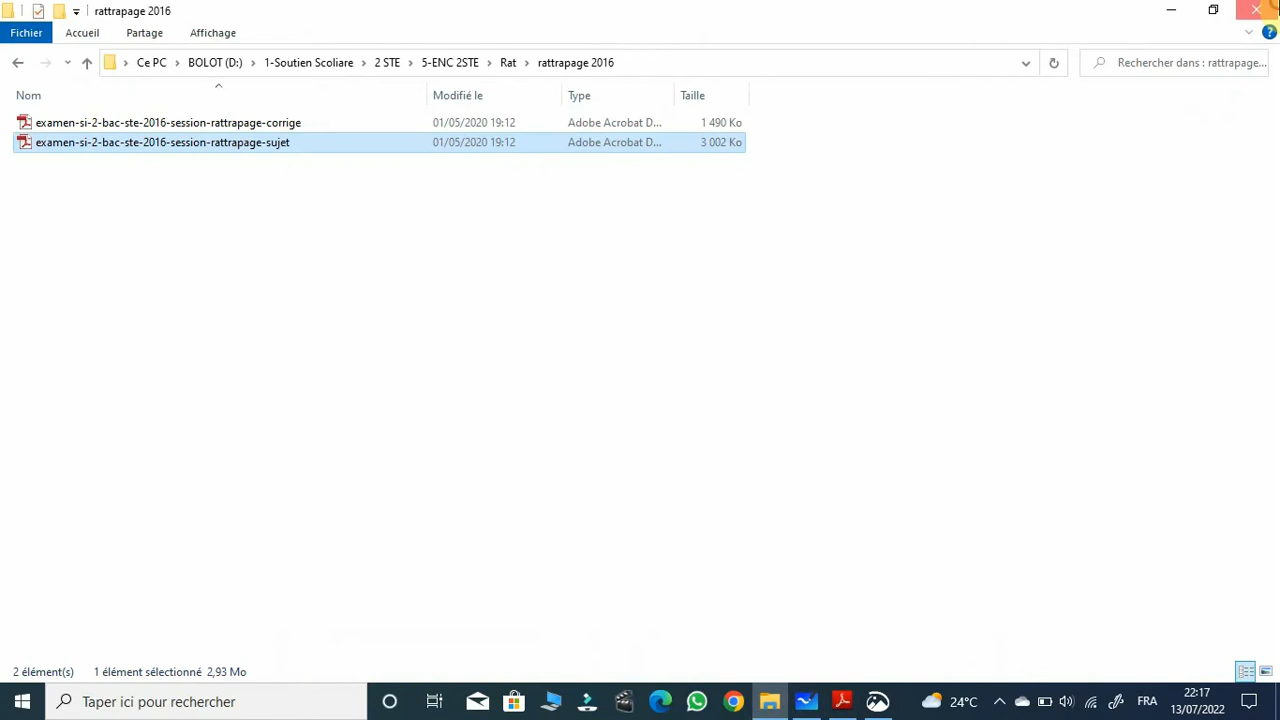 rattrapage 2016
Fichier Accueil Partage Affichage
Ce PC BOLOT (D:) 1-Soutien Scoliare 2 STE 5-ENC 2STE Rat rattrapage 2016 Rechercher dans : rattrapage...
Nom Modifié le Type Taille
examen-si-2-bac-ste-2016-session-rattrapage-corrige 01/05/2020 19:12 Adobe Acrobat D... 1 490 Ko
examen-si-2-bac-ste-2016-session-rattrapage-sujet 01/05/2020 19:12 Adobe Acrobat D... 3 002 Ko
2 élément(s) 1 élément sélectionné 2,93 Mo
Taper ici pour rechercher 24°C FRA 22:17
13/07/2022